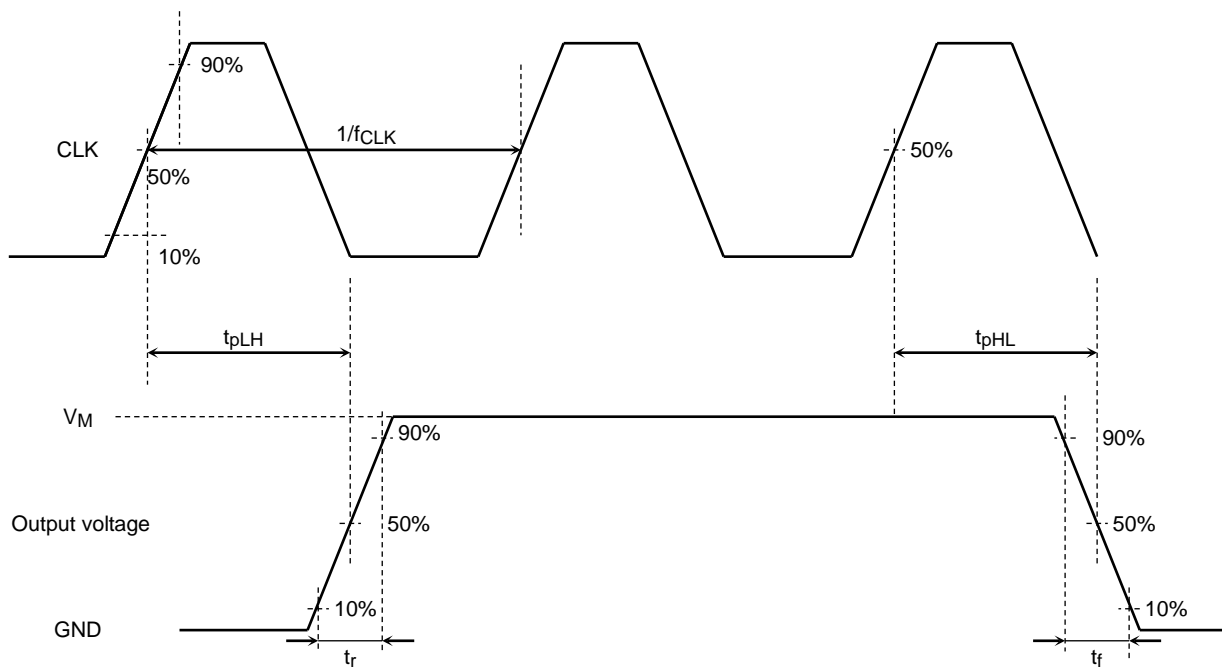 90%
1/fCLK
CLK
50%
50%
10%
tpLH
tpHL
VM
90%
90%
Output voltage
50%
50%
10%
10%
GND
tr
tf